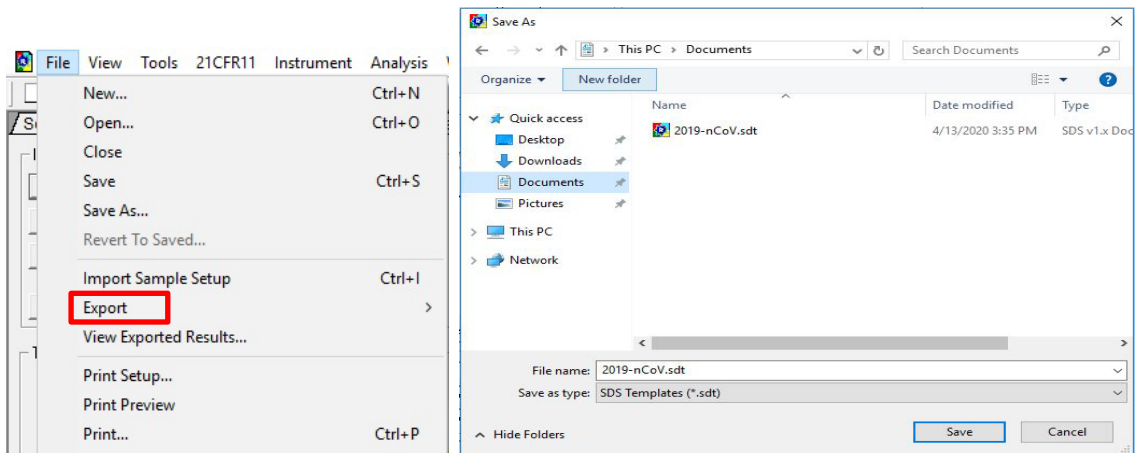 File View Tools 21CFR11 Instrument Analysis
New... Ctrl+N
Open... Ctrl+O
Close
Save Ctrl+S
Save As...
Revert To Saved...
Import Sample Setup Ctrl+I
Export >
View Exported Results...
Print Setup...
Print Preview
Print... Ctrl+P
Save As
This PC > Documents
Search Documents
Organize New folder
Name Date modified Type
Quick access
Desktop
Downloads
Documents
Pictures
This PC
Network
2019-nCoV.sdt 4/13/2020 3:35 PM SDS v1.x Doc
File name: 2019-nCoV.sdt
Save as type: SDS Templates (*.sdt)
Hide Folders Save Cancel